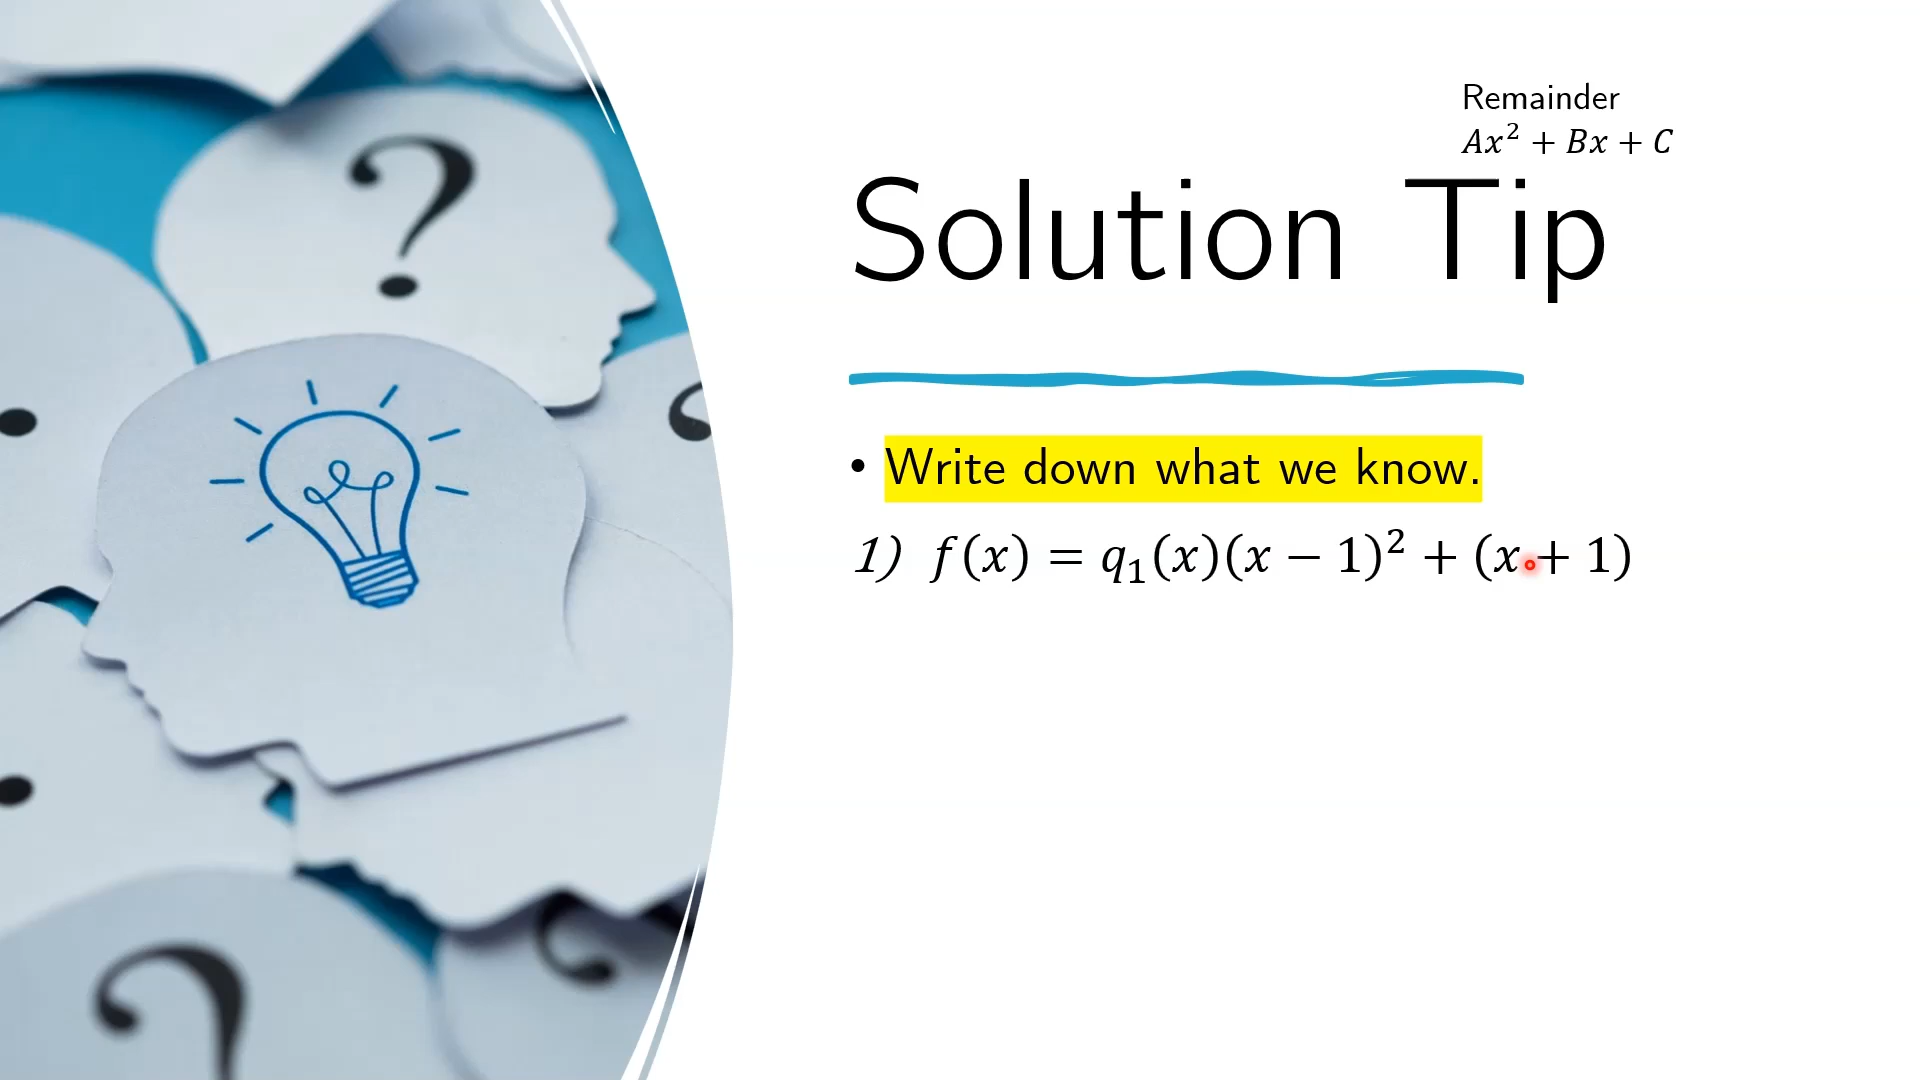 Remainder
𝐴𝑥² + 𝐵𝑥 + 𝐶
Solution Tip
• Write down what we know.
1) 𝑓(𝑥) = 𝑞₁(𝑥)(𝑥 − 1)² + (𝑥 + 1)
?
?